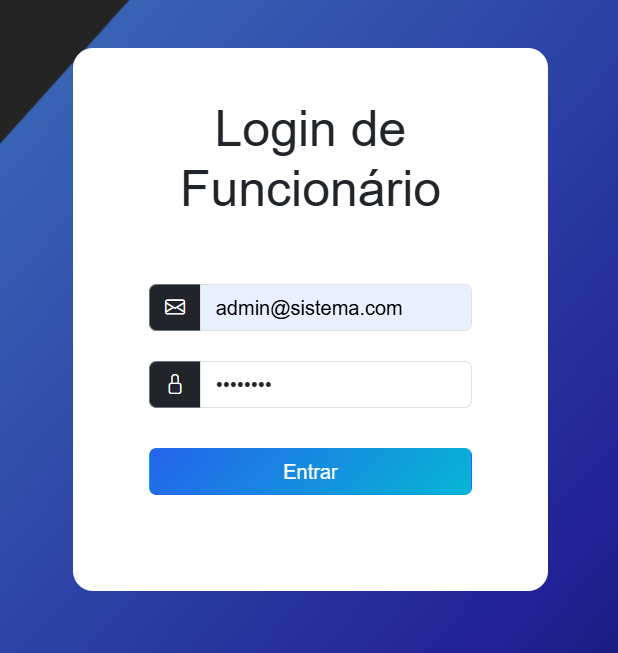 Login de
Funcionário
admin@sistema.com
••••••••
Entrar